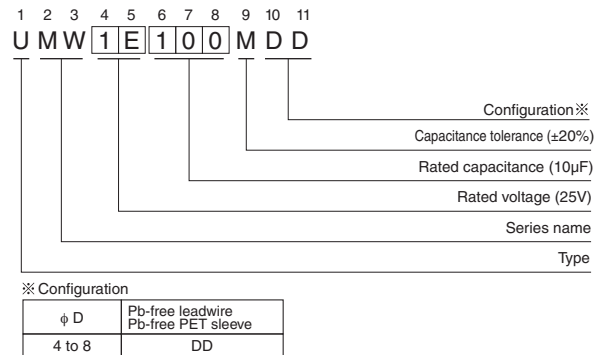 1 2 3 4 5 6 7 8 9 10 11
U M W 1 E 1 0 0 M D D
Configuration※
Capacitance tolerance (±20%)
Rated capacitance (10µF)
Rated voltage (25V)
Series name
Type
※Configuration
ϕ D
Pb-free leadwire
Pb-free PET sleeve
4 to 8 DD